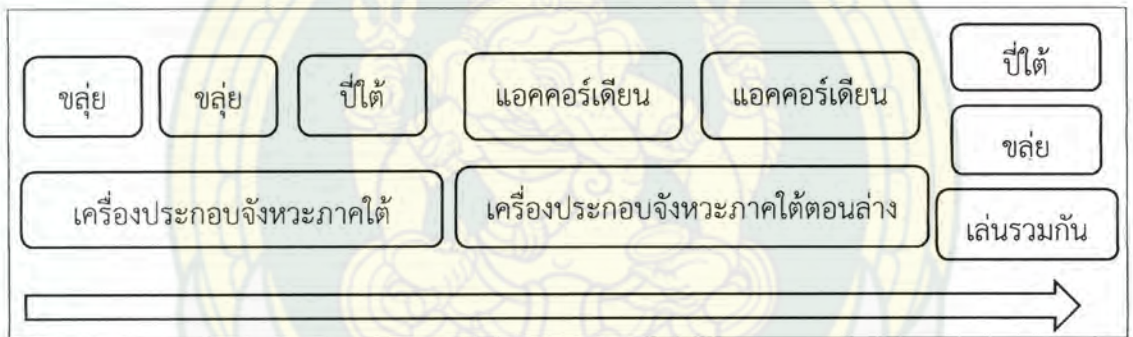 ขลุ่ย ขลุ่ย ปี่ใต้ แอคคอร์เดียน แอคคอร์เดียน ปี่ใต้
ขลุ่ย
เครื่องประกอบจังหวะภาคใต้ เครื่องประกอบจังหวะภาคใต้ตอนล่าง เล่นรวมกัน